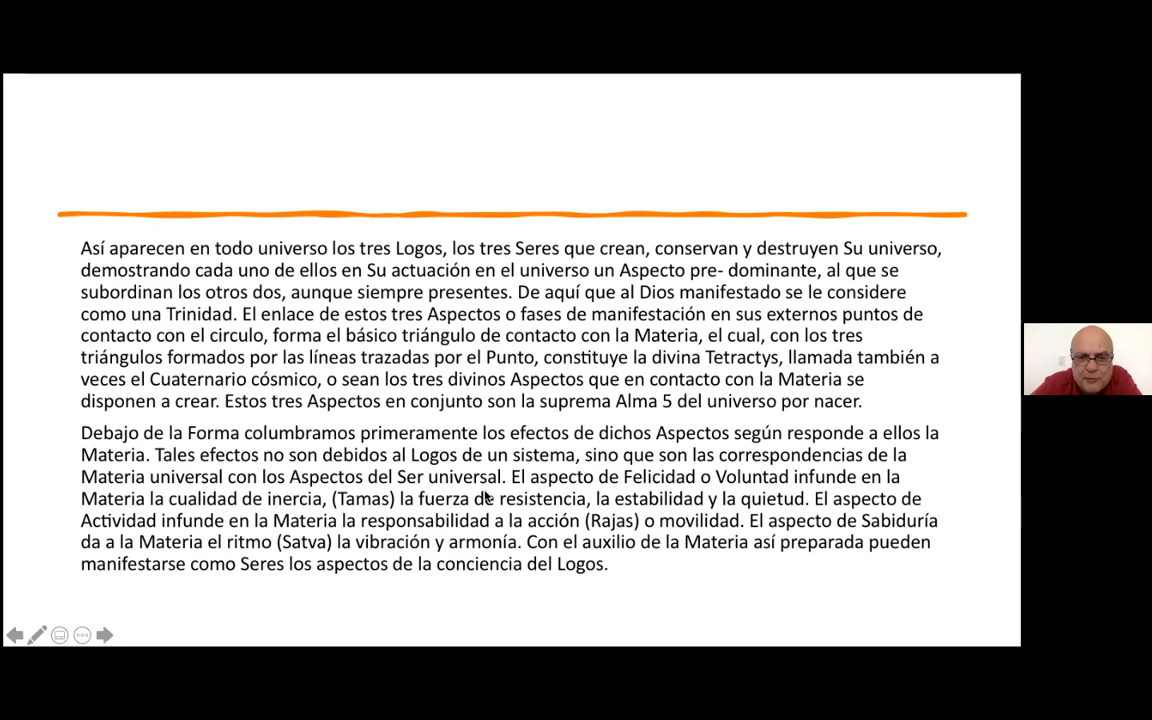 Así aparecen en todo universo los tres Logos, los tres Seres que crean, conservan y destruyen Su universo,
demostrando cada uno de ellos en Su actuación en el universo un Aspecto pre- dominante, al que se
subordinan los otros dos, aunque siempre presentes. De aquí que al Dios manifestado se le considere
como una Trinidad. El enlace de estos tres Aspectos o fases de manifestación en sus externos puntos de
contacto con el circulo, forma el básico triángulo de contacto con la Materia, el cual, con los tres
triángulos formados por las líneas trazadas por el Punto, constituye la divina Tetractys, llamada también a
veces el Cuaternario cósmico, o sean los tres divinos Aspectos que en contacto con la Materia se
disponen a crear. Estos tres Aspectos en conjunto son la suprema Alma 5 del universo por nacer.
Debajo de la Forma columbramos primeramente los efectos de dichos Aspectos según responde a ellos la
Materia. Tales efectos no son debidos al Logos de un sistema, sino que son las correspondencias de la
Materia universal con los Aspectos del Ser universal. El aspecto de Felicidad o Voluntad infunde en la
Materia la cualidad de inercia, (Tamas) la fuerza de resistencia, la estabilidad y la quietud. El aspecto de
Actividad infunde en la Materia la responsabilidad a la acción (Rajas) o movilidad. El aspecto de Sabiduría
da a la Materia el ritmo (Satva) la vibración y armonía. Con el auxilio de la Materia así preparada pueden
manifestarse como Seres los aspectos de la conciencia del Logos.